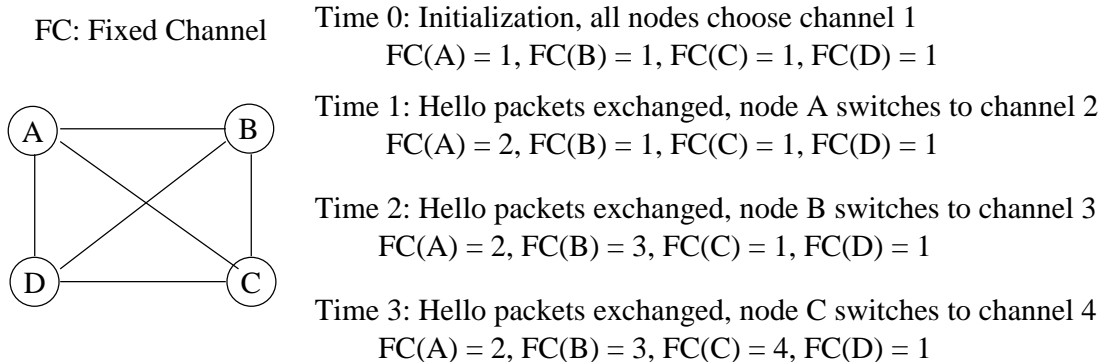 FC: Fixed Channel
A
B
D
C
Time 0: Initialization, all nodes choose channel 1
FC(A) = 1, FC(B) = 1, FC(C) = 1, FC(D) = 1
Time 1: Hello packets exchanged, node A switches to channel 2
FC(A) = 2, FC(B) = 1, FC(C) = 1, FC(D) = 1
Time 2: Hello packets exchanged, node B switches to channel 3
FC(A) = 2, FC(B) = 3, FC(C) = 1, FC(D) = 1
Time 3: Hello packets exchanged, node C switches to channel 4
FC(A) = 2, FC(B) = 3, FC(C) = 4, FC(D) = 1